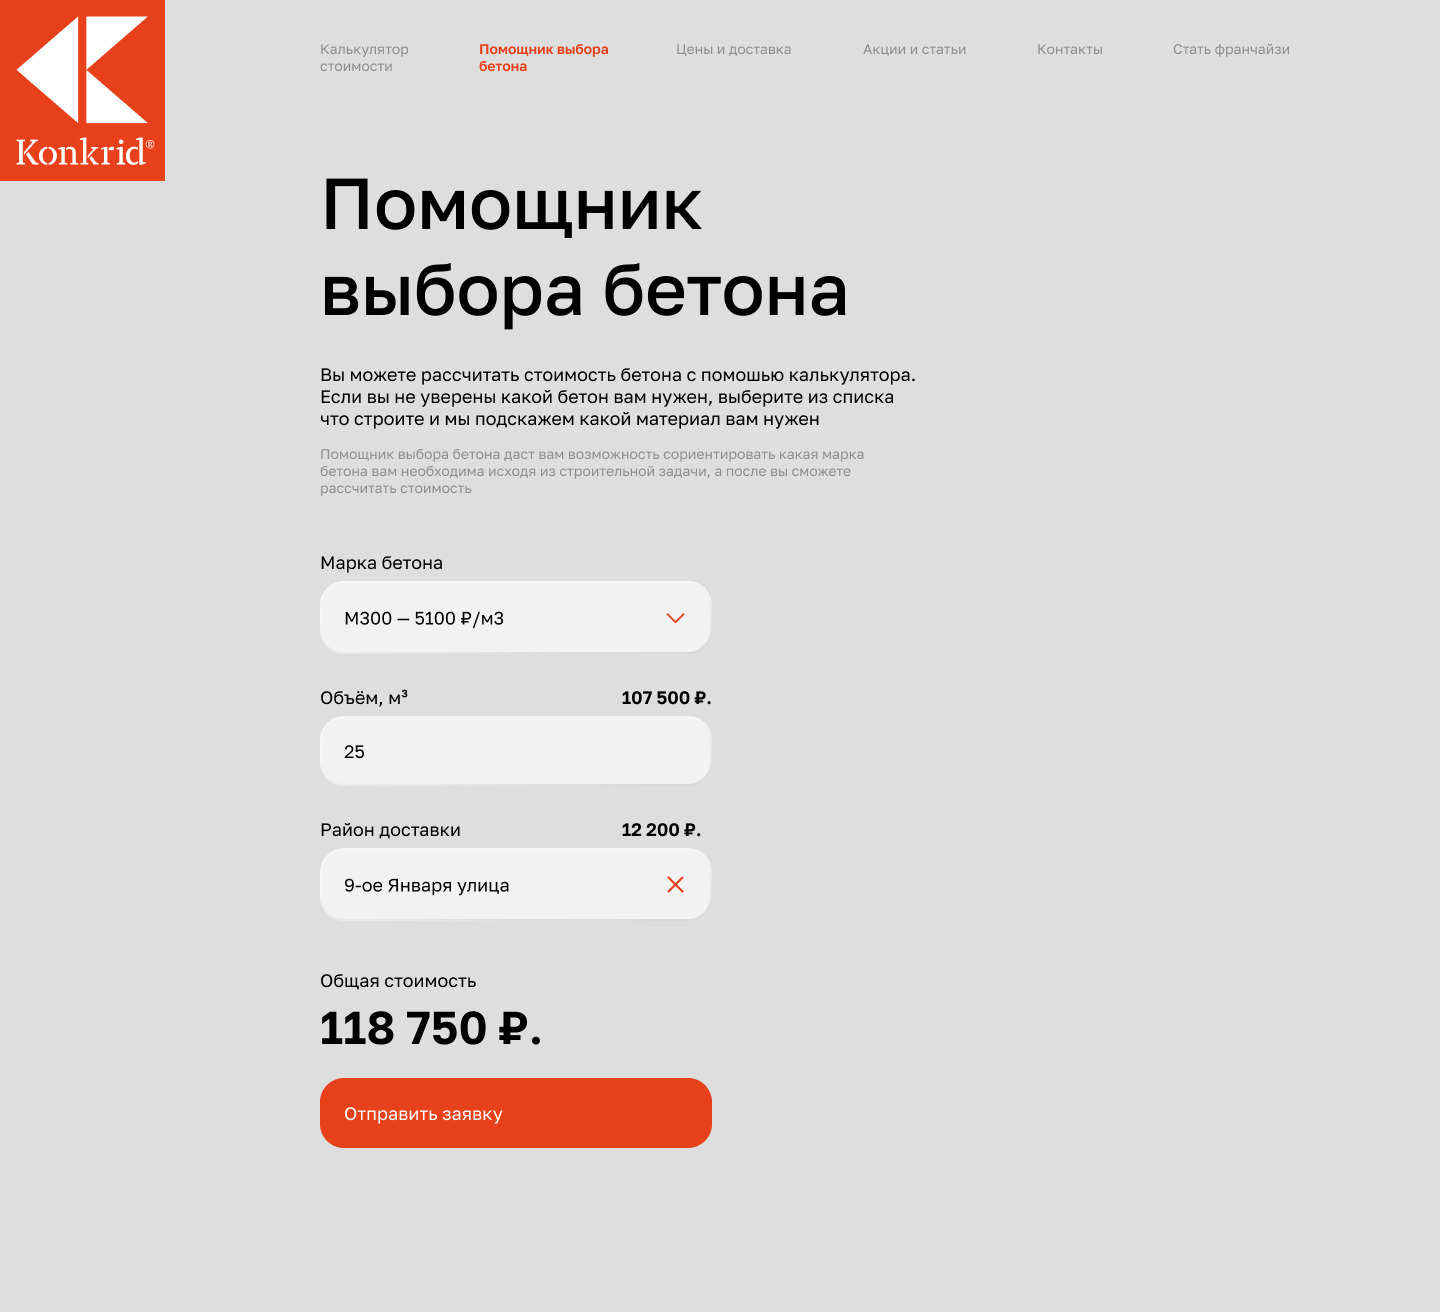 Konkrid®
Калькулятор
стоимости
Помощник выбора
бетона
Цены и доставка
Акции и статьи
Контакты
Стать франчайзи
Помощник
выбора бетона
Вы можете рассчитать стоимость бетона с помошью калькулятора.
Если вы не уверены какой бетон вам нужен, выберите из списка
что строите и мы подскажем какой материал вам нужен
Помощник выбора бетона даст вам возможность сориентировать какая марка
бетона вам необходима исходя из строительной задачи, а после вы сможете
рассчитать стоимость
Марка бетона
М300 — 5100 ₽/м3
Объём, м³ 107 500 ₽.
25
Район доставки 12 200 ₽.
9-ое Января улица
Общая стоимость
118 750 ₽.
Отправить заявку